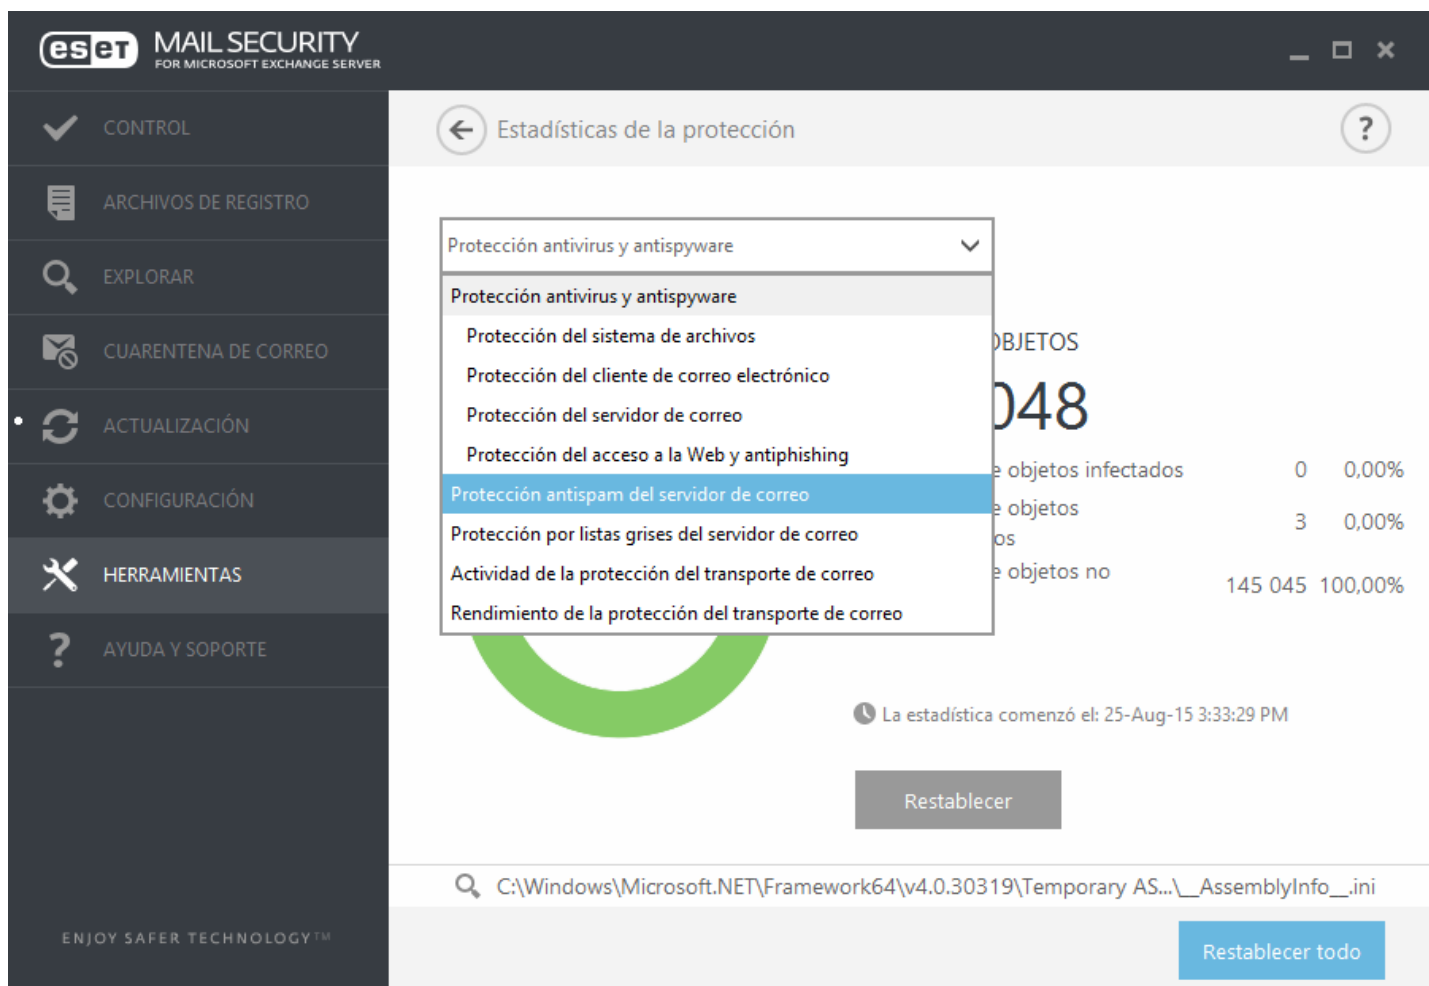 eset MAIL SECURITY
FOR MICROSOFT EXCHANGE SERVER
CONTROL
ARCHIVOS DE REGISTRO
EXPLORAR
CUARENTENA DE CORREO
ACTUALIZACIÓN
CONFIGURACIÓN
HERRAMIENTAS
AYUDA Y SOPORTE
ENJOY SAFER TECHNOLOGY™
Estadísticas de la protección
?
Protección antivirus y antispyware
Protección antivirus y antispyware
Protección del sistema de archivos
Protección del cliente de correo electrónico
Protección del servidor de correo
Protección del acceso a la Web y antiphishing
Protección antispam del servidor de correo
Protección por listas grises del servidor de correo
Actividad de la protección del transporte de correo
Rendimiento de la protección del transporte de correo
048
objetos infectados 0 0,00%
objetos 3 0,00%
objetos no 145 045 100,00%
La estadística comenzó el: 25-Aug-15 3:33:29 PM
Restablecer
C:\Windows\Microsoft.NET\Framework64\v4.0.30319\Temporary AS...\__AssemblyInfo__.ini
Restablecer todo